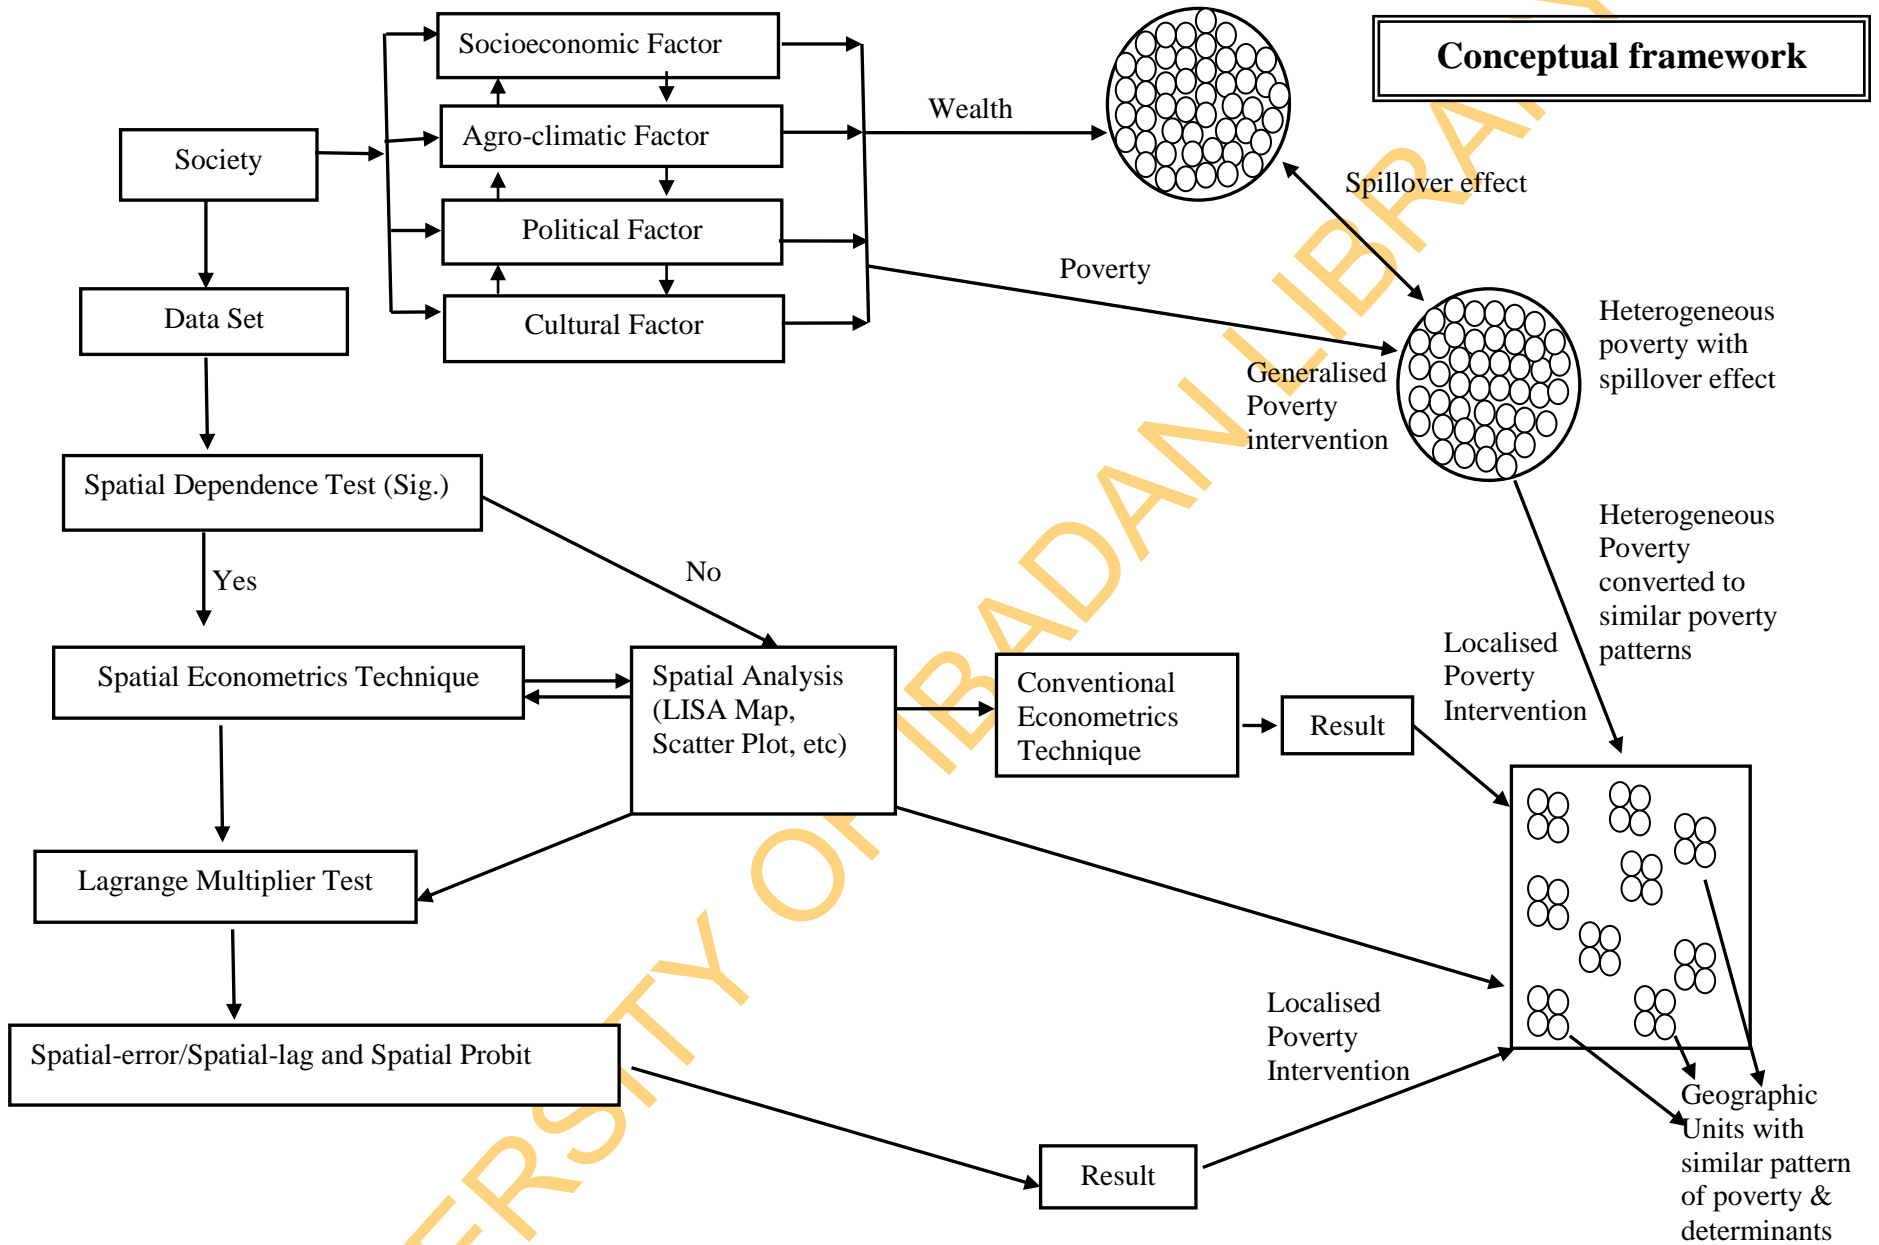 Conceptual framework
Socioeconomic Factor
Agro-climatic Factor
Political Factor
Cultural Factor
Society
Data Set
Wealth
Poverty
Spillover effect
Heterogeneous
poverty with
spillover effect
Generalised
Poverty
intervention
Spatial Dependence Test (Sig.)
Yes
No
Heterogeneous
Poverty
converted to
similar poverty
patterns
Spatial Econometrics Technique
Spatial Analysis
(LISA Map,
Scatter Plot, etc)
Conventional
Econometrics
Technique
Result
Localised
Poverty
Intervention
Lagrange Multiplier Test
Spatial-error/Spatial-lag and Spatial Probit
Result
Localised
Poverty
Intervention
Geographic
Units with
similar pattern
of poverty &
determinants
ERSITY OF IBADAN LIBRARY